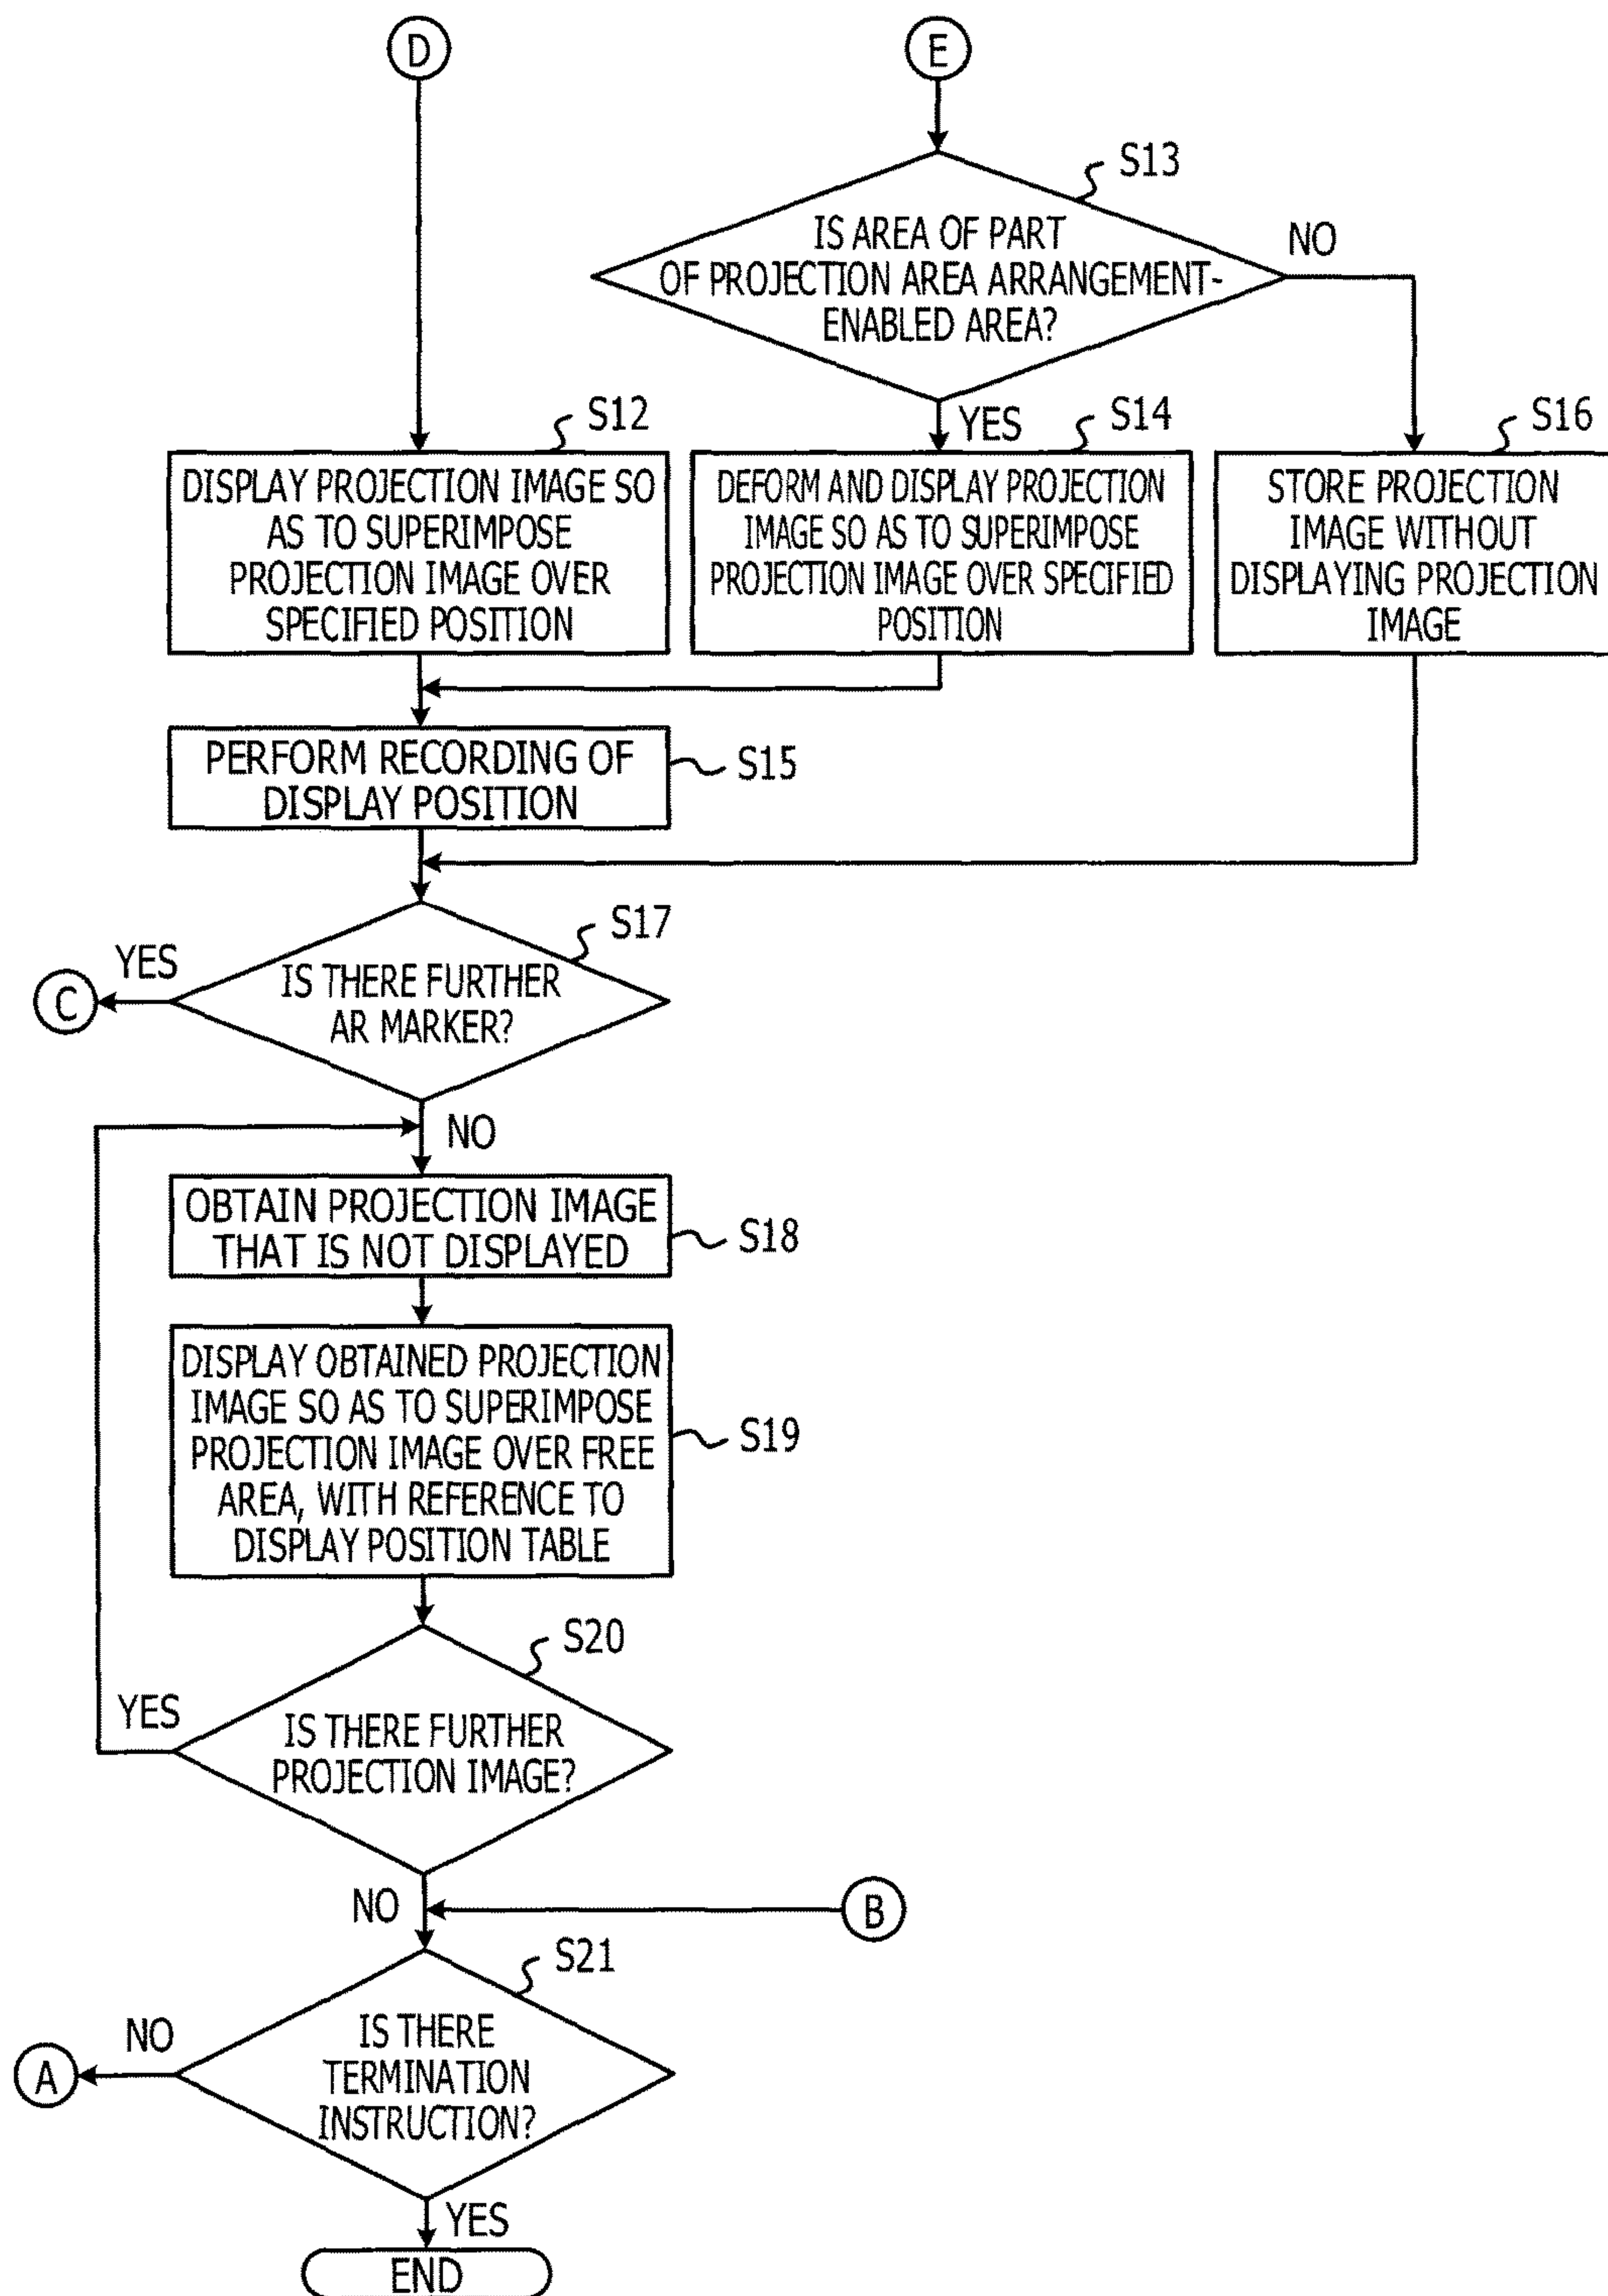 D
E
S13
IS AREA OF PART
OF PROJECTION AREA ARRANGEMENT-
ENABLED AREA?
NO
YES
S12
DISPLAY PROJECTION IMAGE SO
AS TO SUPERIMPOSE
PROJECTION IMAGE OVER
SPECIFIED POSITION
S14
DEFORM AND DISPLAY PROJECTION
IMAGE SO AS TO SUPERIMPOSE
PROJECTION IMAGE OVER SPECIFIED
POSITION
S16
STORE PROJECTION
IMAGE WITHOUT
DISPLAYING PROJECTION
IMAGE
PERFORM RECORDING OF
DISPLAY POSITION
S15
S17
YES
C
IS THERE FURTHER
AR MARKER?
NO
OBTAIN PROJECTION IMAGE
THAT IS NOT DISPLAYED
S18
DISPLAY OBTAINED PROJECTION
IMAGE SO AS TO SUPERIMPOSE
PROJECTION IMAGE OVER FREE
AREA, WITH REFERENCE TO
DISPLAY POSITION TABLE
S19
S20
YES
IS THERE FURTHER
PROJECTION IMAGE?
NO
B
S21
NO
A
IS THERE
TERMINATION
INSTRUCTION?
YES
END